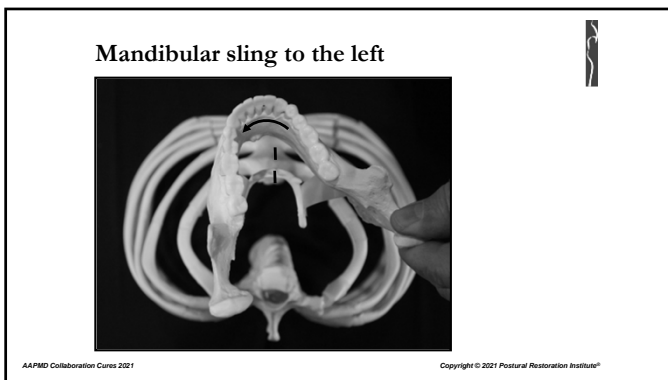 Mandibular sling to the left
AAPMD Collaboration Cures 2021
Copyright © 2021 Postural Restoration Institute®